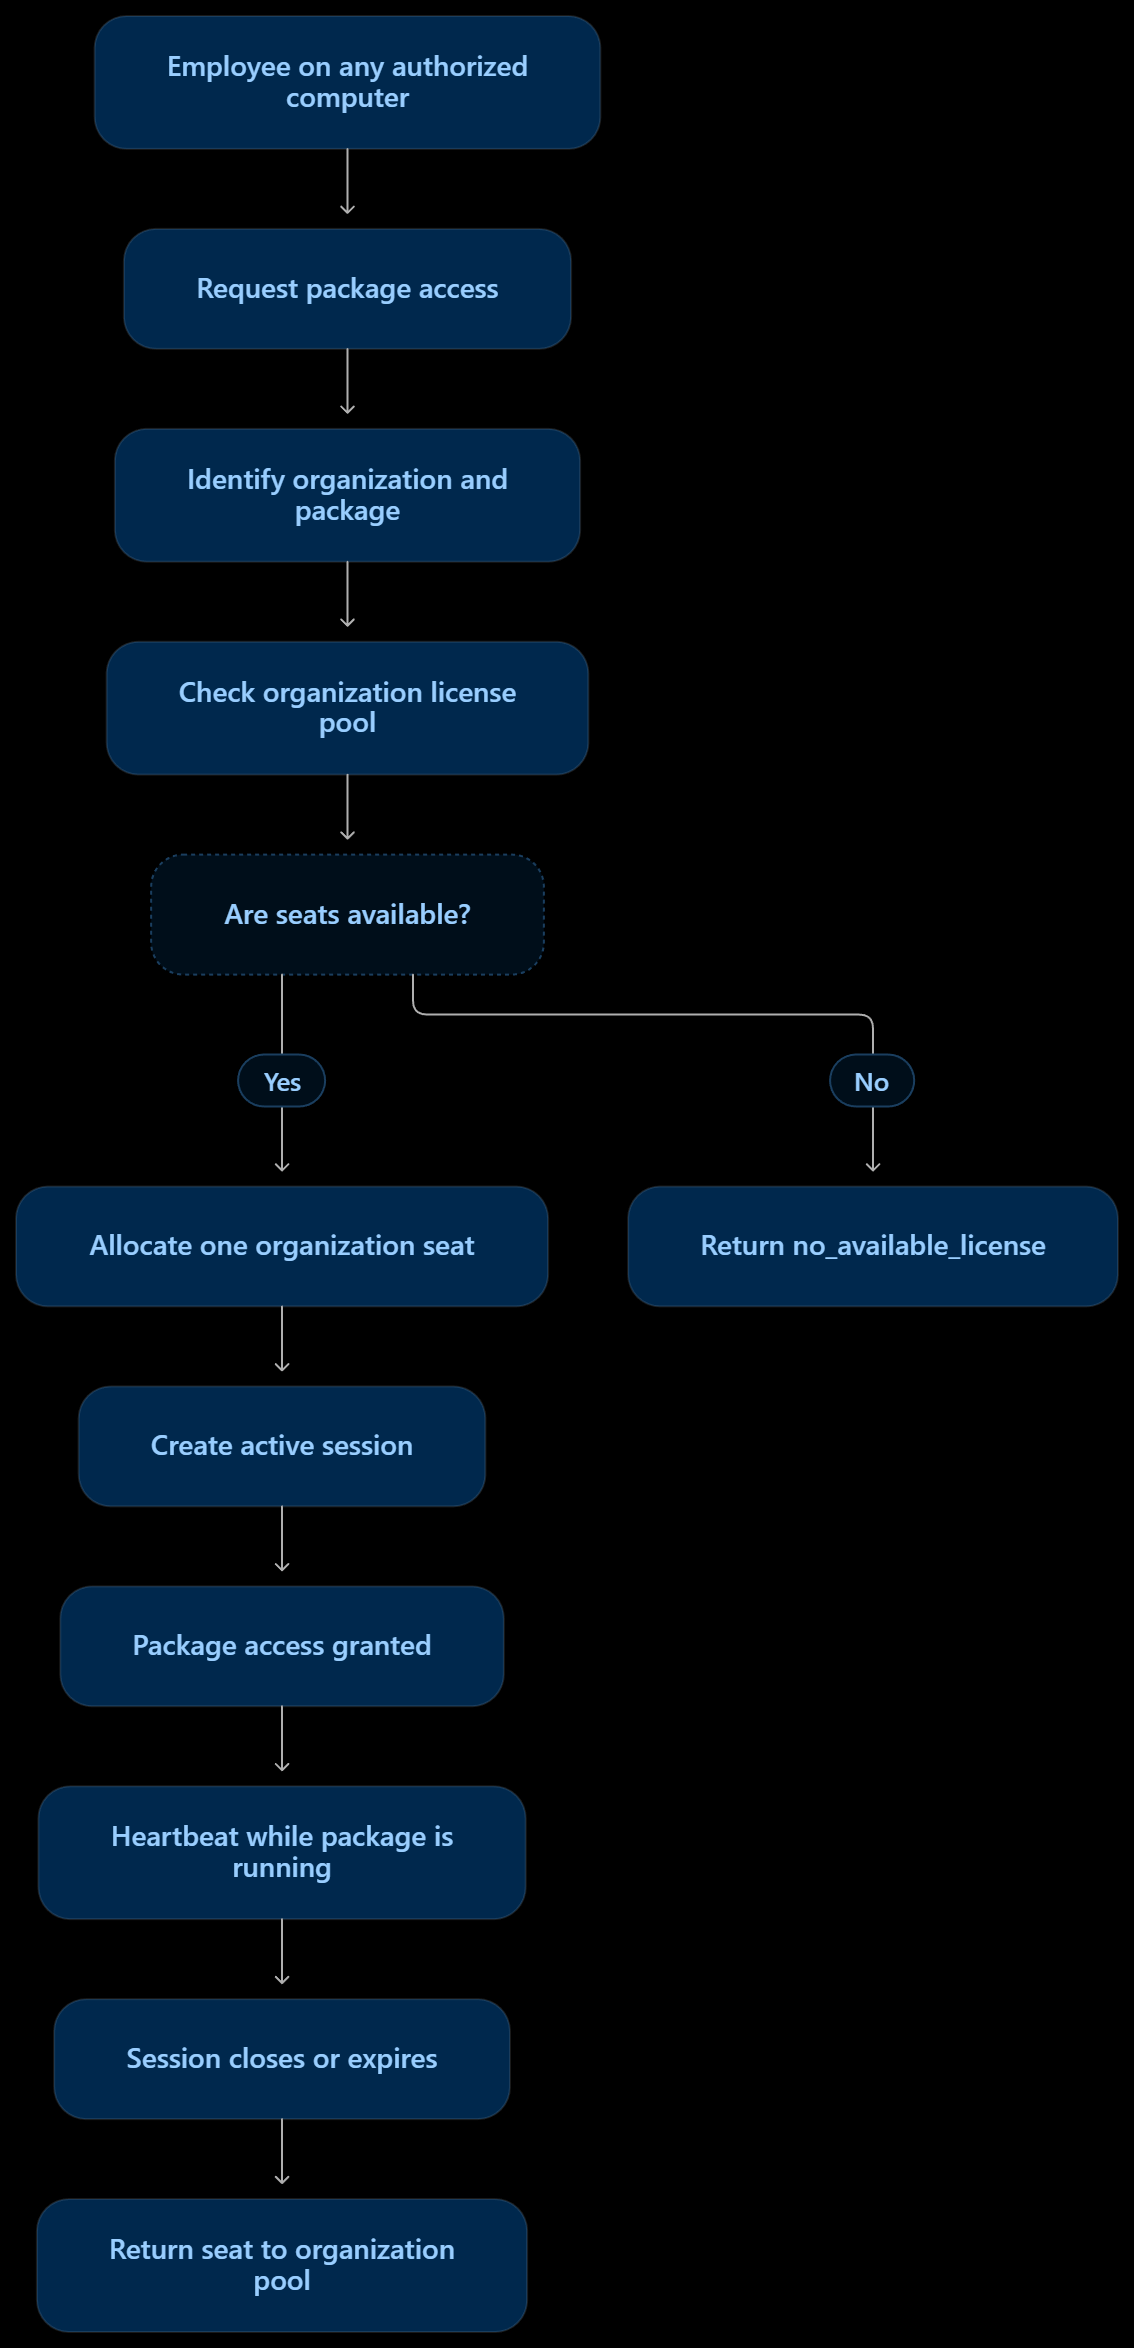 Employee on any authorized
computer
Request package access
Identify organization and
package
Check organization license
pool
Are seats available?
Yes
No
Allocate one organization seat
Return no_available_license
Create active session
Package access granted
Heartbeat while package is
running
Session closes or expires
Return seat to organization
pool